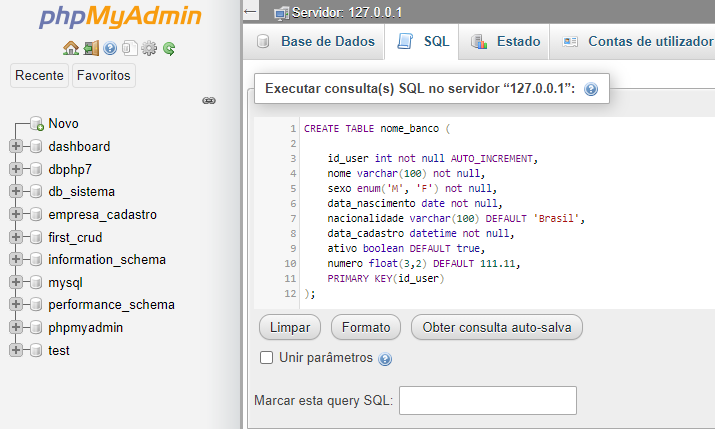 phpMyAdmin
Recente
Favoritos
Novo
dashboard
dbphp7
db_sistema
empresa_cadastro
first_crud
information_schema
mysql
performance_schema
phpmyadmin
test
Servidor: 127.0.0.1
Base de Dados
SQL
Estado
Contas de utilizador
Executar consulta(s) SQL no servidor “127.0.0.1”:
1 CREATE TABLE nome_banco (
2
3 id_user int not null AUTO_INCREMENT,
4 nome varchar(100) not null,
5 sexo enum('M', 'F') not null,
6 data_nascimento date not null,
7 nacionalidade varchar(100) DEFAULT 'Brasil',
8 data_cadastro datetime not null,
9 ativo boolean DEFAULT true,
10 numero float(3,2) DEFAULT 111.11,
11 PRIMARY KEY(id_user)
12 );
Limpar
Formato
Obter consulta auto-salva
Unir parâmetros
Marcar esta query SQL: